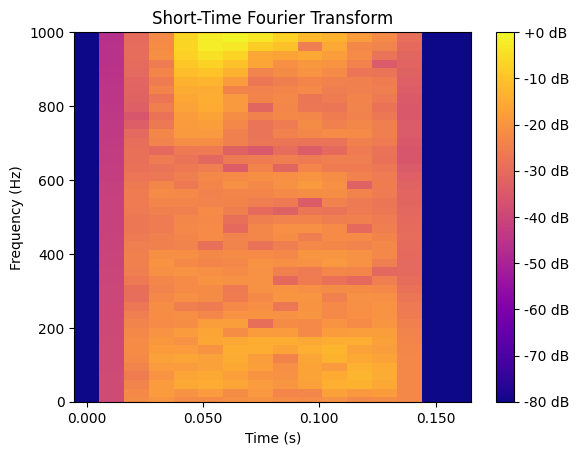 Short-Time Fourier Transform
1000
800
600
400
200
0
Frequency (Hz)
0.000
0.050
0.100
0.150
Time (s)
+0 dB
-10 dB
-20 dB
-30 dB
-40 dB
-50 dB
-60 dB
-70 dB
-80 dB